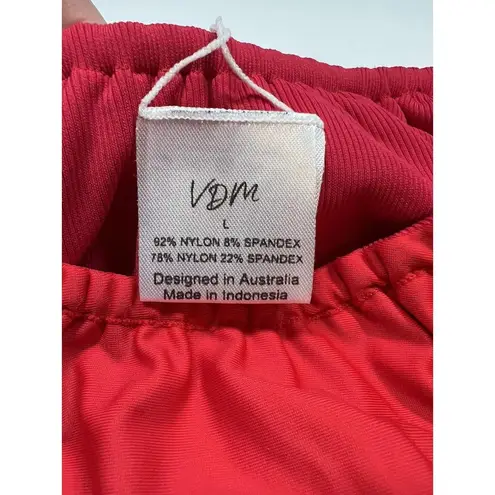 VDM
L
92% NYLON 8% SPANDEX
78% NYLON 22% SPANDEX
Designed in Australia
Made in Indonesia